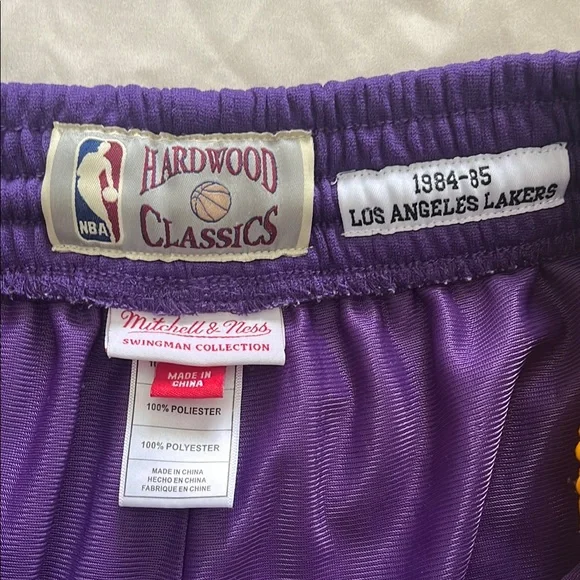 NBA
HARDWOOD
CLASSICS
1984-85
LOS ANGELES LAKERS
Mitchell & Ness
SWINGMAN COLLECTION
MADE IN
CHINA
100% POLIESTER
100% POLYESTER
MADE IN CHINA
HECHO EN CHINA
FABRIQUE EN CHINE